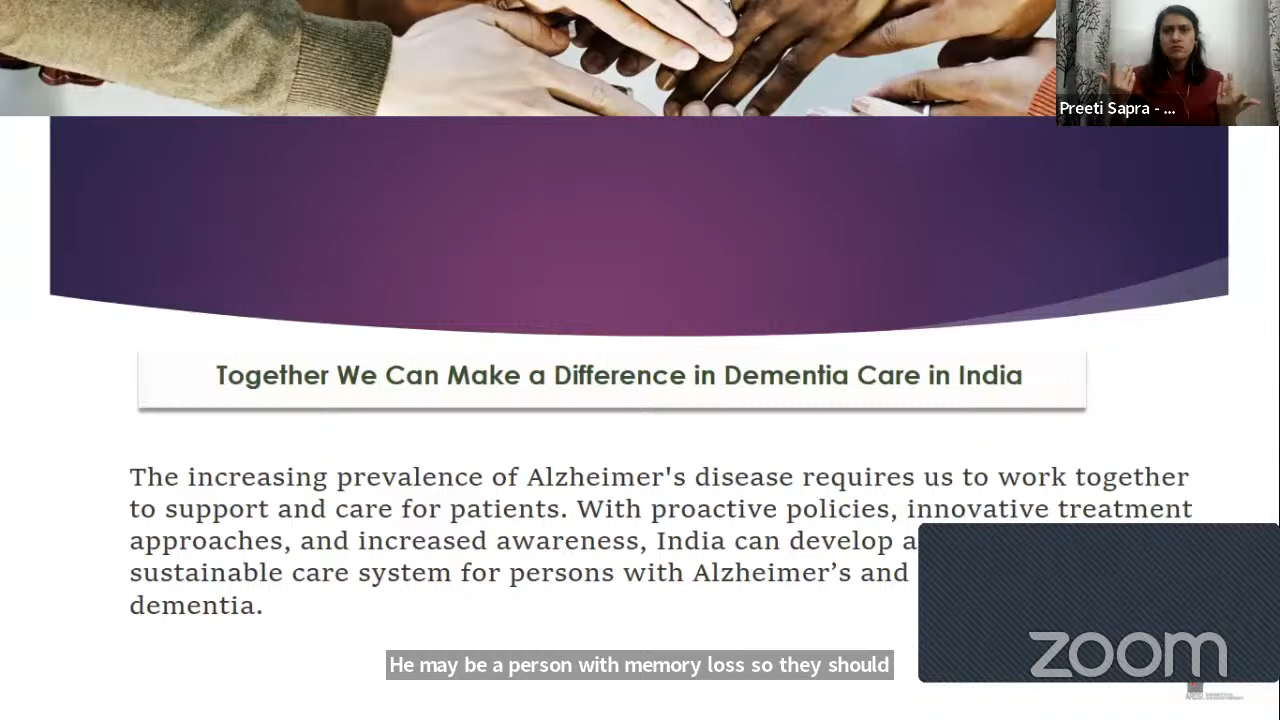 Preeti Sapra - ...
Together We Can Make a Difference in Dementia Care in India
The increasing prevalence of Alzheimer's disease requires us to work together
to support and care for patients. With proactive policies, innovative treatment
approaches, and increased awareness, India can develop a
sustainable care system for persons with Alzheimer’s and
dementia.
He may be a person with memory loss so they should
zoom